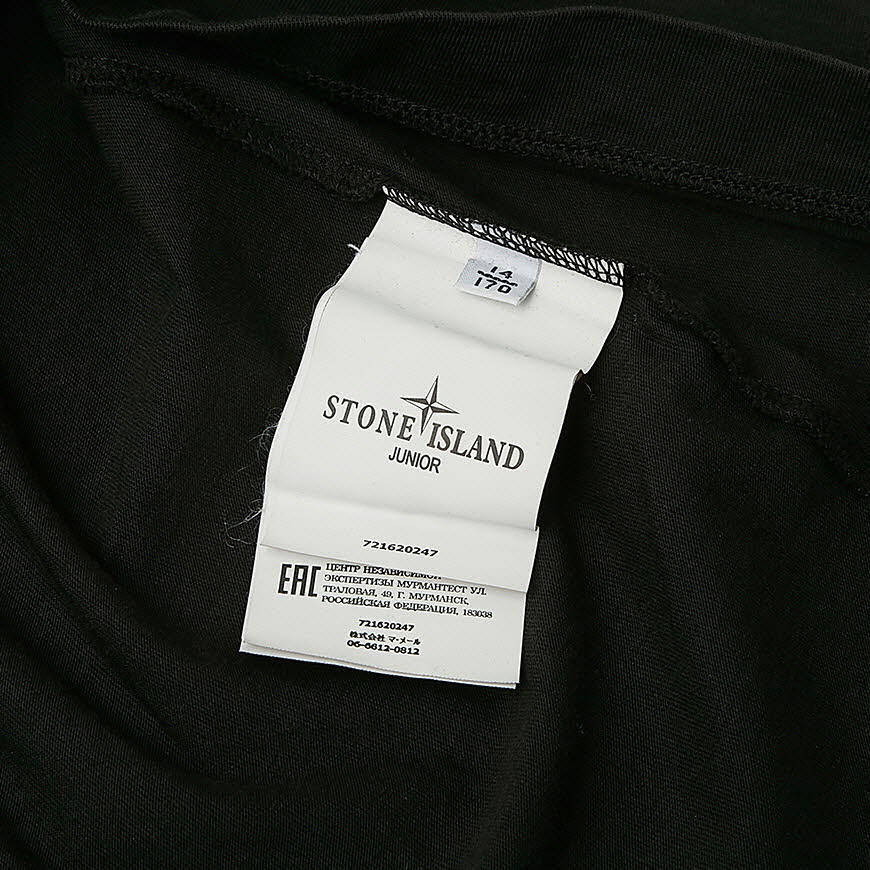 14
170
STONE ISLAND
JUNIOR
721620247
EAC
ЦЕНТР НЕЗАВИСИМОЙ
ЭКСПЕРТИЗЫ МУРМАНТЕСТ УЛ.
ТРАЛОВАЯ, 49, Г. МУРМАНСК,
РОССИЙСКАЯ ФЕДЕРАЦИЯ, 183038
721620247
株式会社 マ・メール
06-6612-0812